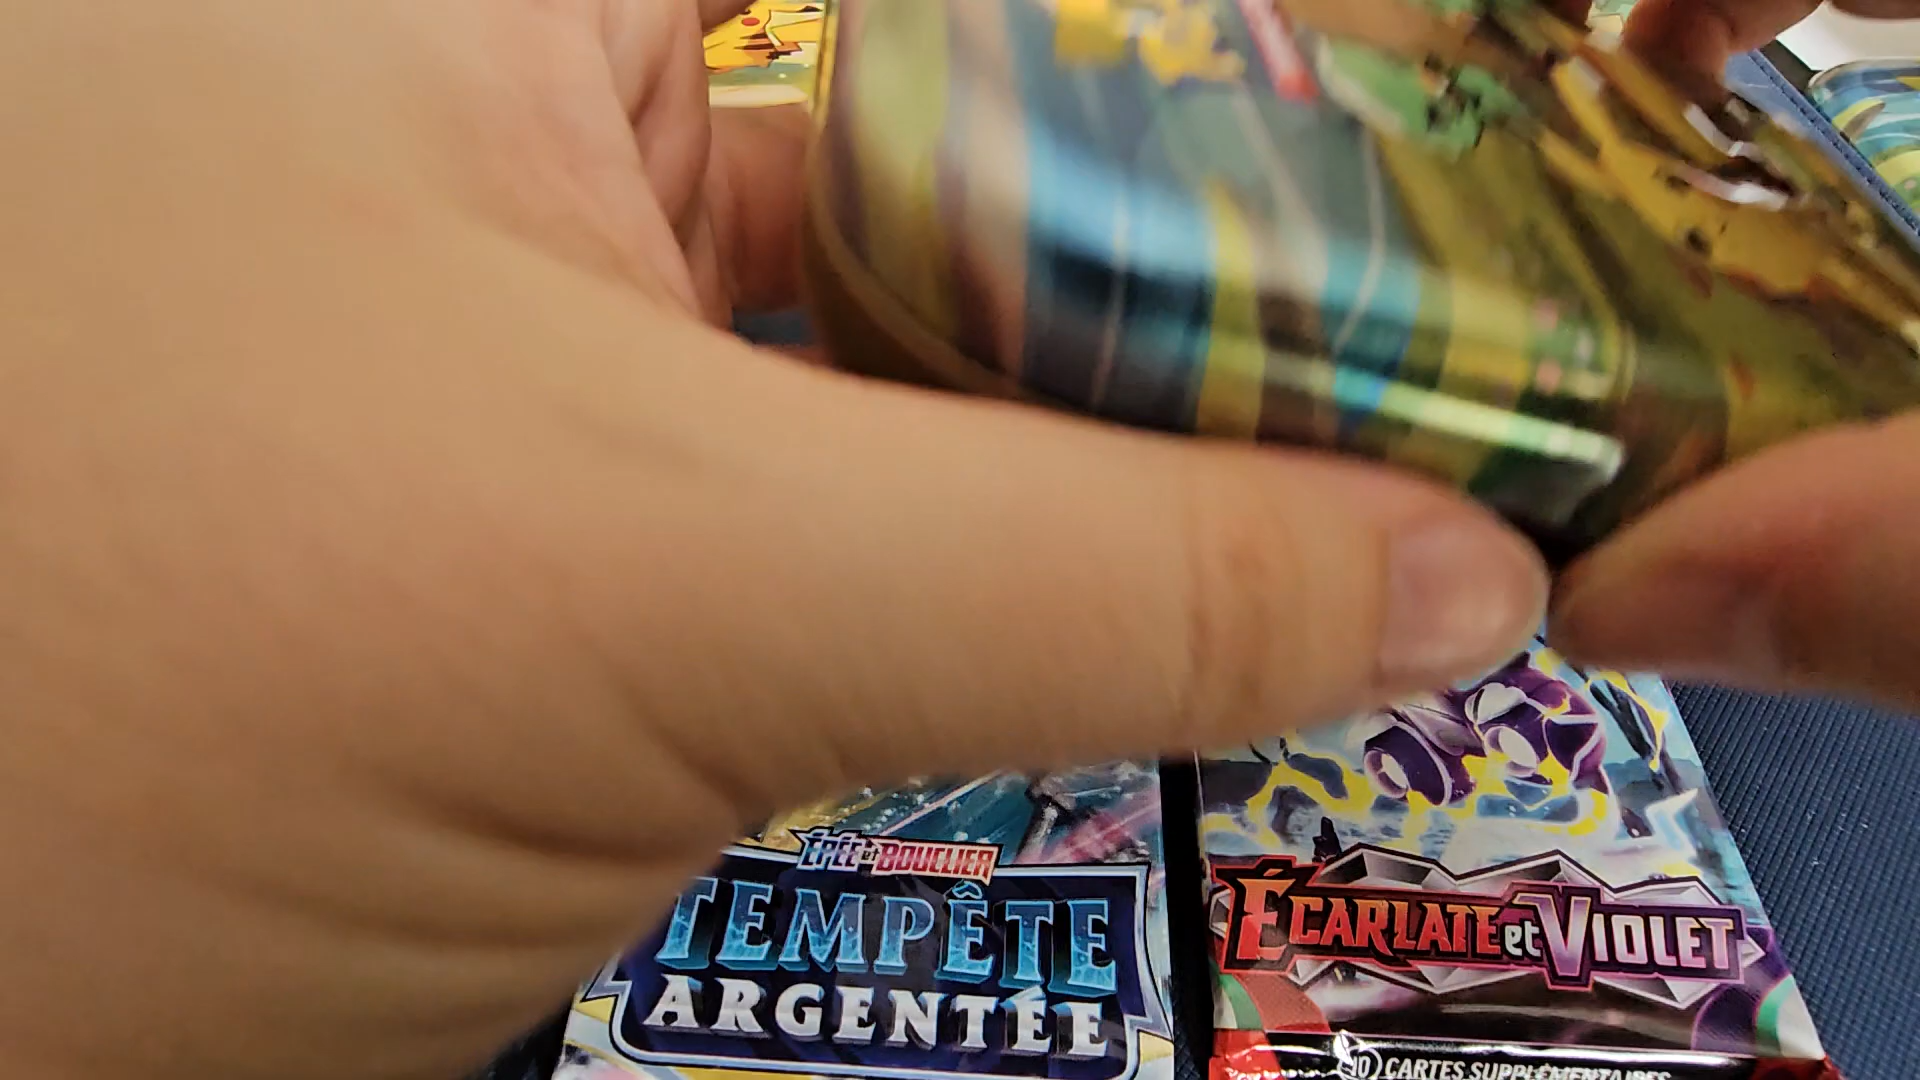 ÉPÉE et BOUCLIER
TEMPÊTE
ARGENTÉE
ÉCARLATE et VIOLET
10 CARTES SUPPLÉMENTAIRES